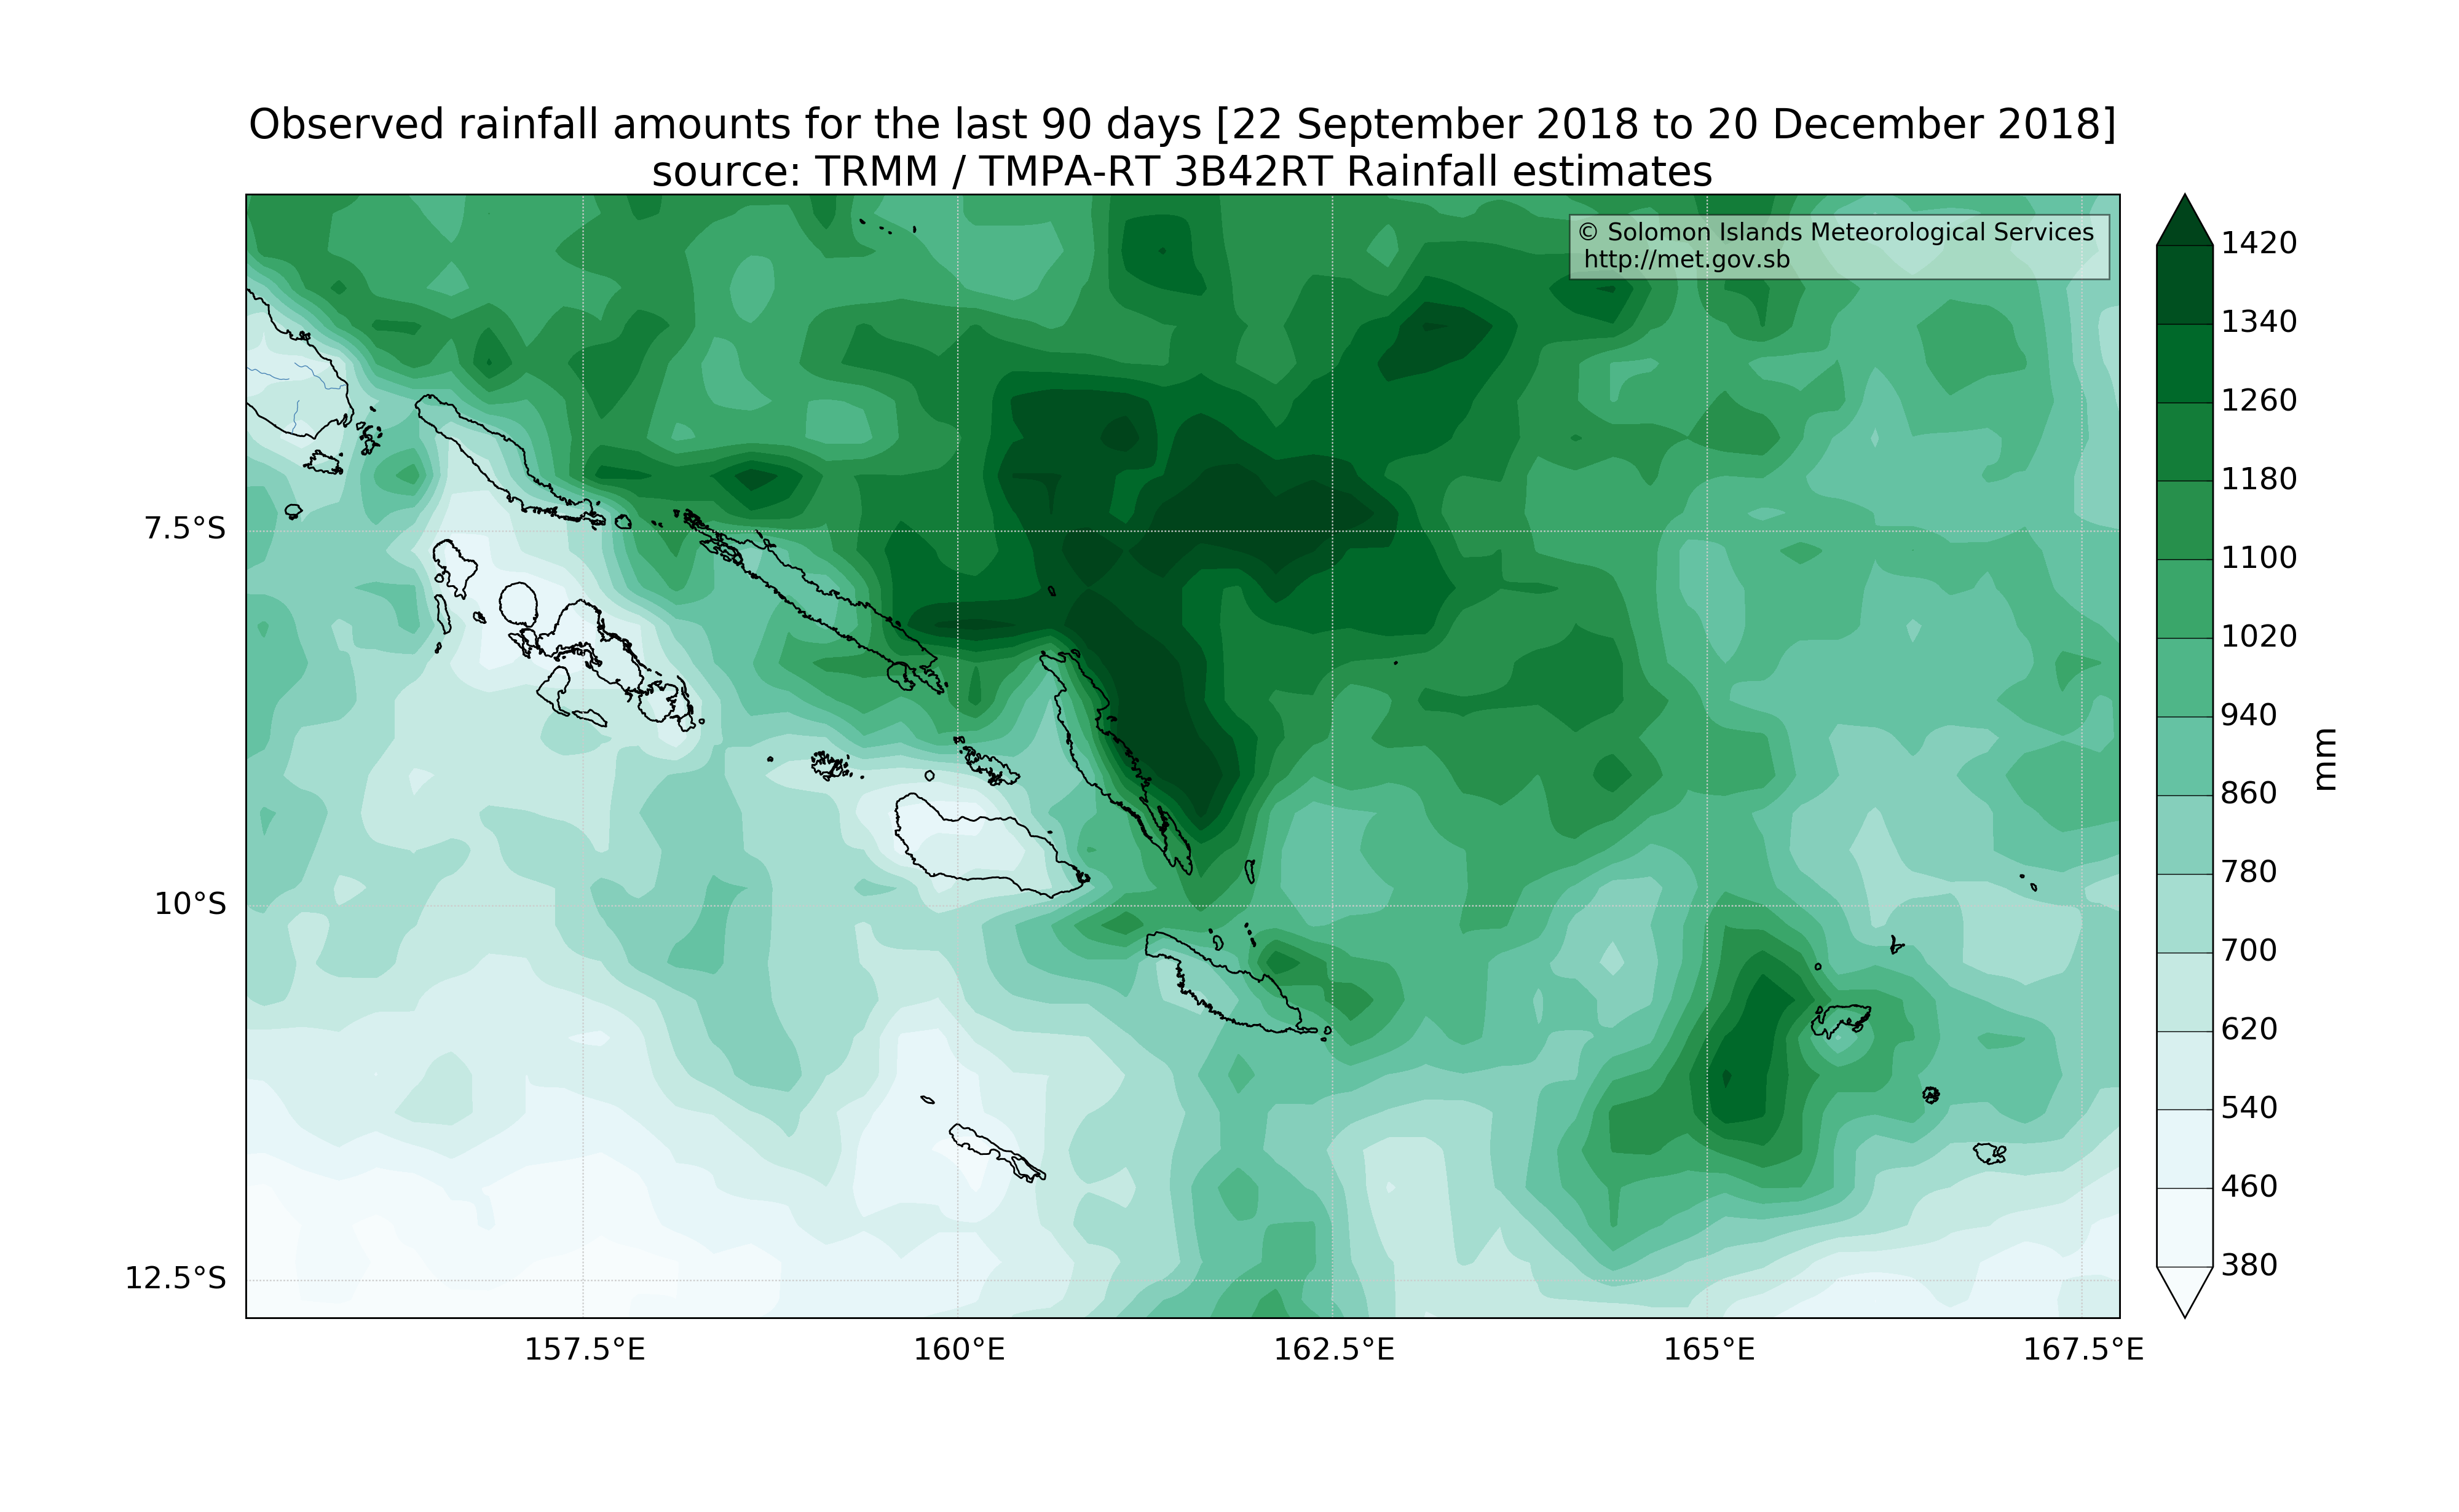 Observed rainfall amounts for the last 90 days [22 September 2018 to 20 December 2018]
source: TRMM / TMPA-RT 3B42RT Rainfall estimates
© Solomon Islands Meteorological Services
http://met.gov.sb
7.5°S
10°S
12.5°S
157.5°E
160°E
162.5°E
165°E
167.5°E
1420
1340
1260
1180
1100
1020
940
860
780
700
620
540
460
380
mm